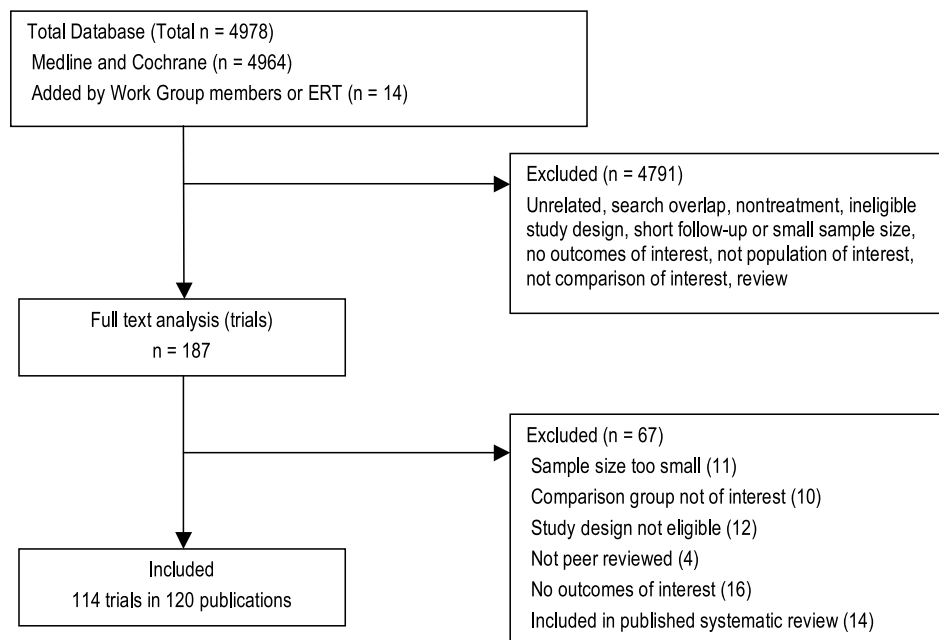 Total Database (Total n = 4978)
Medline and Cochrane (n = 4964)
Added by Work Group members or ERT (n = 14)
Excluded (n = 4791)
Unrelated, search overlap, nontreatment, ineligible
study design, short follow-up or small sample size,
no outcomes of interest, not population of interest,
not comparison of interest, review
Full text analysis (trials)
n = 187
Excluded (n = 67)
Sample size too small (11)
Comparison group not of interest (10)
Study design not eligible (12)
Not peer reviewed (4)
No outcomes of interest (16)
Included in published systematic review (14)
Included
114 trials in 120 publications